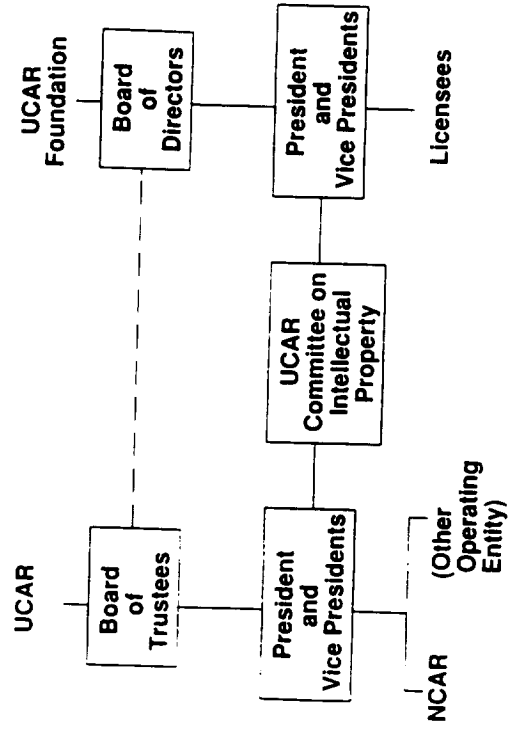 UCAR
Board
of
Trustees
President
and
Vice Presidents
NCAR
(Other
Operating
Entity)
UCAR
Committee on
Intellectual
Property
UCAR
Foundation
Board
of
Directors
President
and
Vice Presidents
Licensees